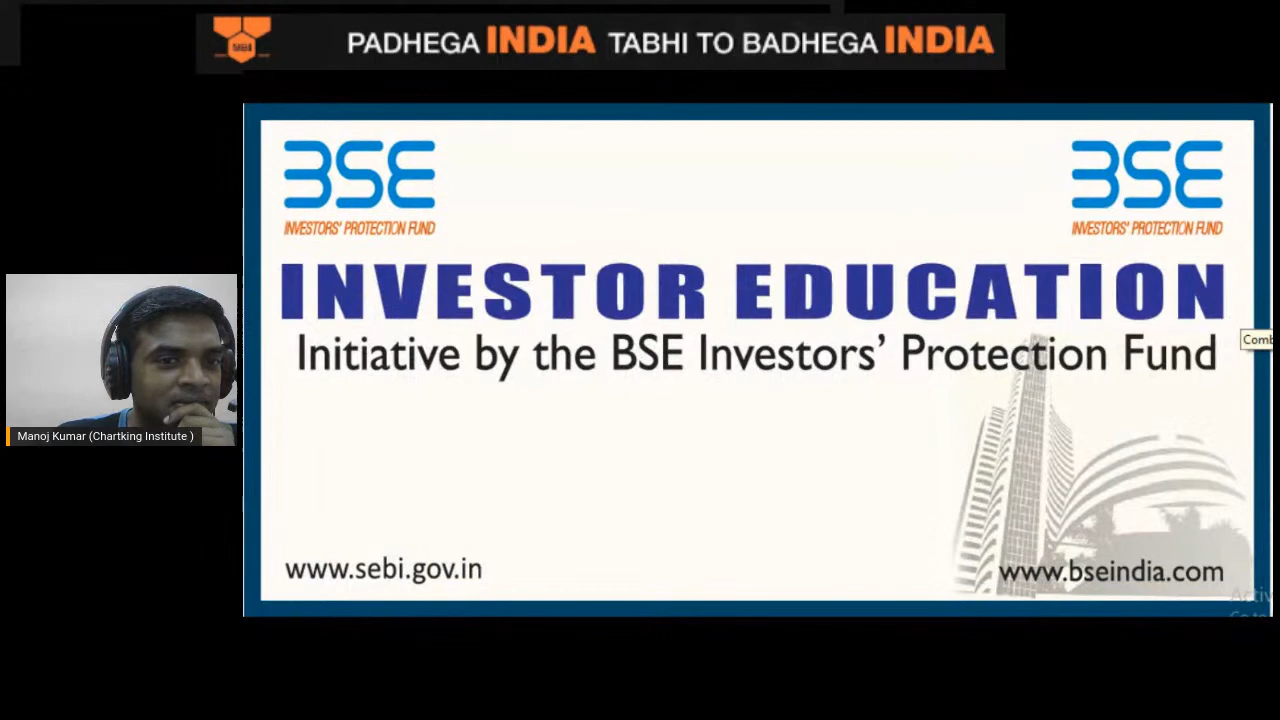 PADHEGA INDIA TABHI TO BADHEGA INDIA
BSE BSE
INVESTORS' PROTECTION FUND INVESTORS' PROTECTION FUND
INVESTOR EDUCATION
Initiative by the BSE Investors’ Protection Fund
Manoj Kumar (Chartking Institute )
www.sebi.gov.in
www.bseindia.com